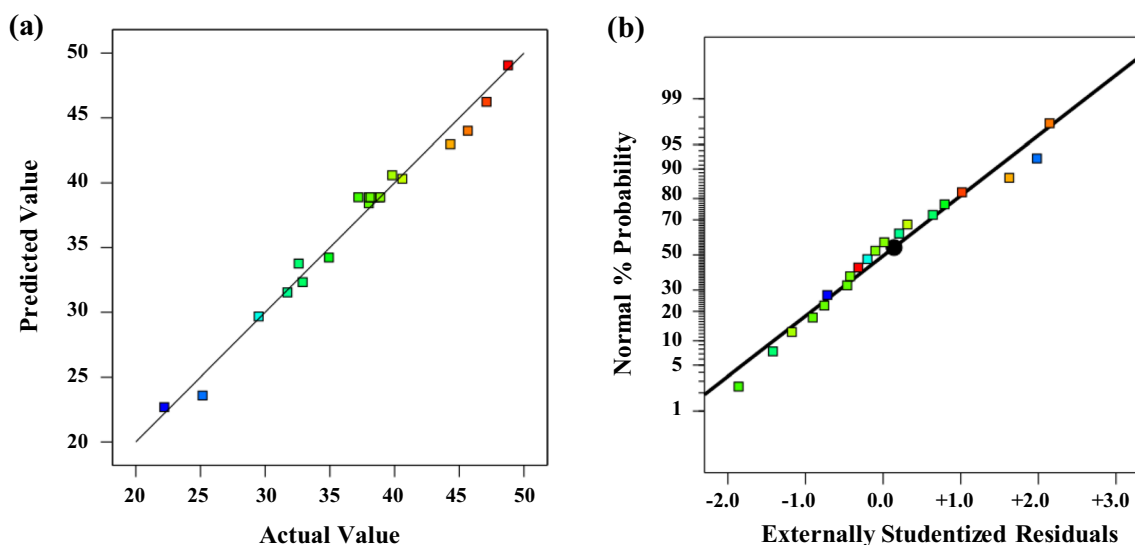 (a)
50
45
40
35
30
25
20
Predicted Value
20 25 30 35 40 45 50
Actual Value
(b)
99
95
90
80
70
50
30
20
10
5
1
Normal % Probability
-2.0 -1.0 0.0 +1.0 +2.0 +3.0
Externally Studentized Residuals